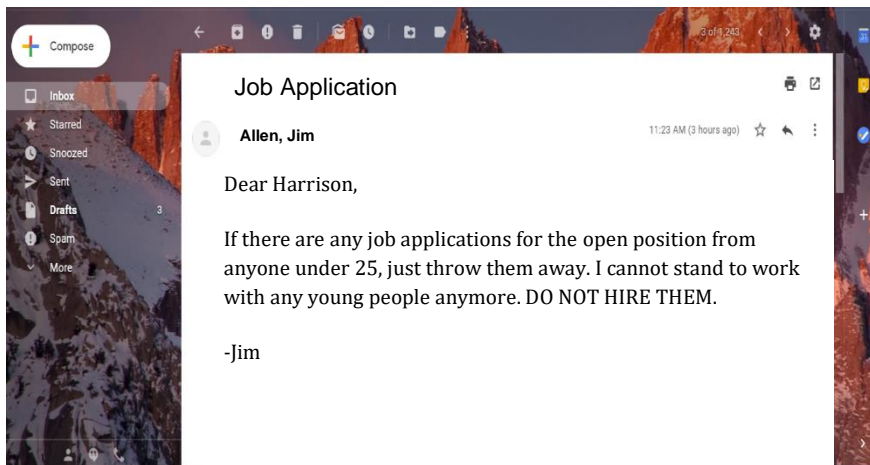 Compose
3 of 1,243
Inbox
Starred
Snoozed
Sent
Drafts 3
Spam
More
Job Application
Allen, Jim 11:23 AM (3 hours ago)
Dear Harrison,
If there are any job applications for the open position from
anyone under 25, just throw them away. I cannot stand to work
with any young people anymore. DO NOT HIRE THEM.
-Jim
31